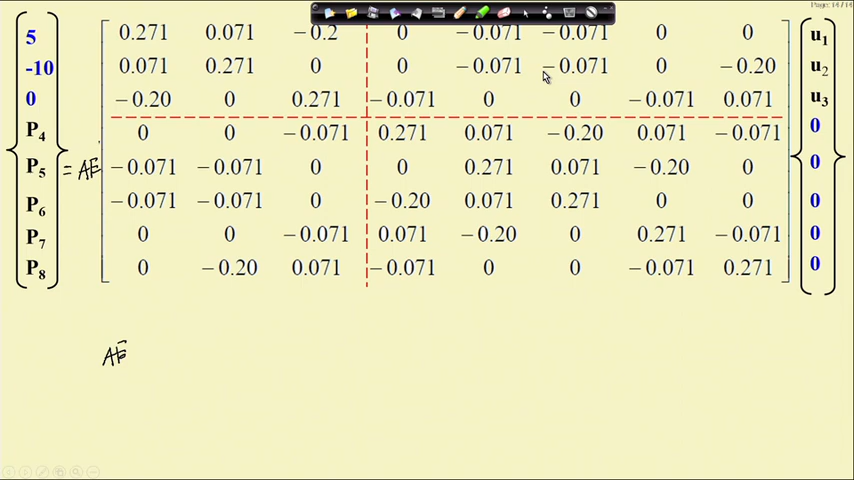 Page: 14/14
5 0.271 0.071 −0.2 0 −0.071 −0.071 0 0 u1
-10 0.071 0.271 0 0 −0.071 −0.071 0 −0.20 u2
0 −0.20 0 0.271 −0.071 0 0 −0.071 0.071 u3
P4 0 0 −0.071 0.271 0.071 −0.20 0.071 −0.071 0
P5 = AE −0.071 −0.071 0 0 0.271 0.071 −0.20 0 0
P6 −0.071 −0.071 0 −0.20 0.071 0.271 0 0 0
P7 0 0 −0.071 0.071 −0.20 0 0.271 −0.071 0
P8 0 −0.20 0.071 −0.071 0 0 −0.071 0.271 0
AE